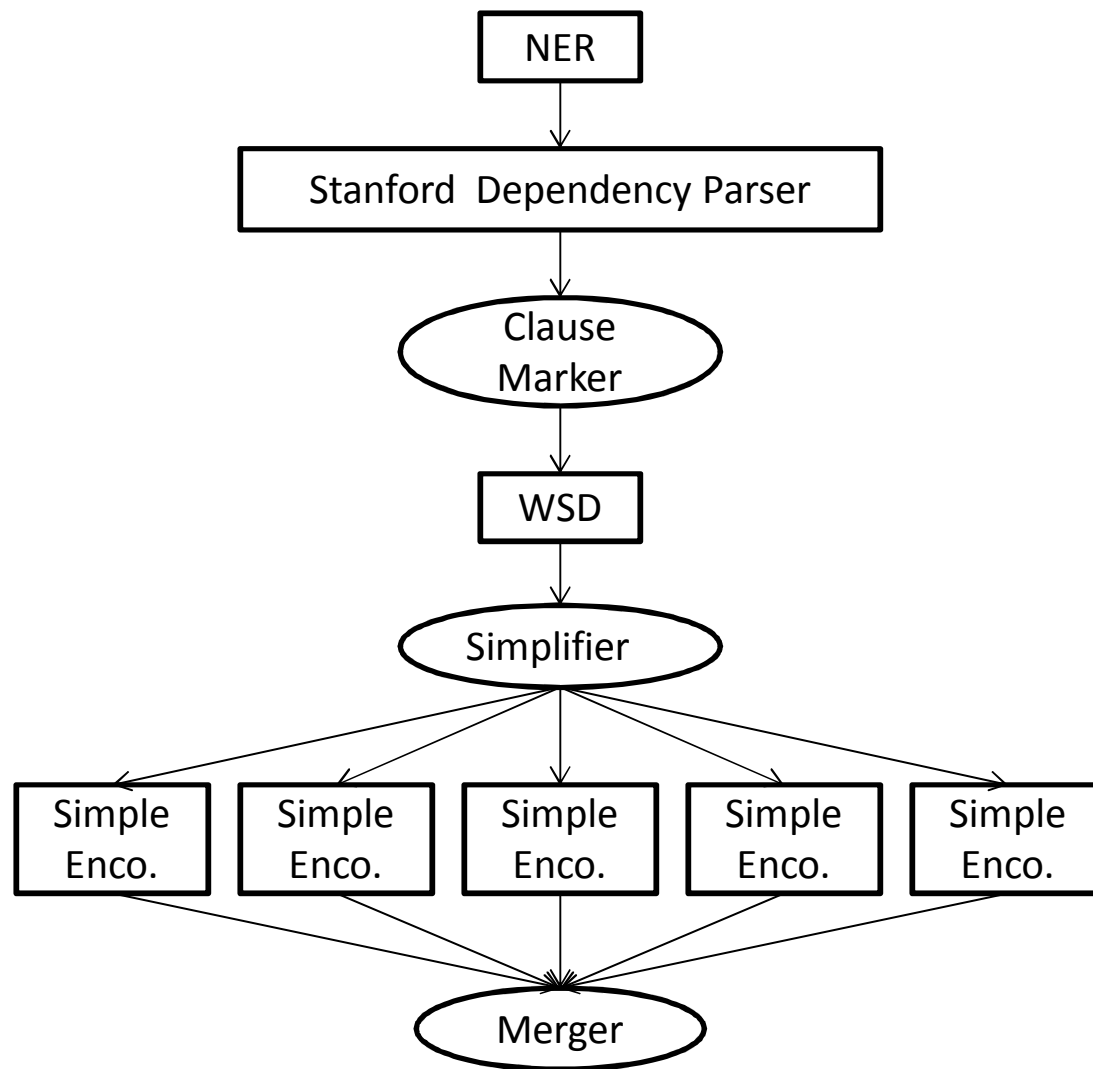 NER
Stanford Dependency Parser
Clause
Marker
WSD
Simplifier
Simple
Enco.
Simple
Enco.
Simple
Enco.
Simple
Enco.
Simple
Enco.
Merger